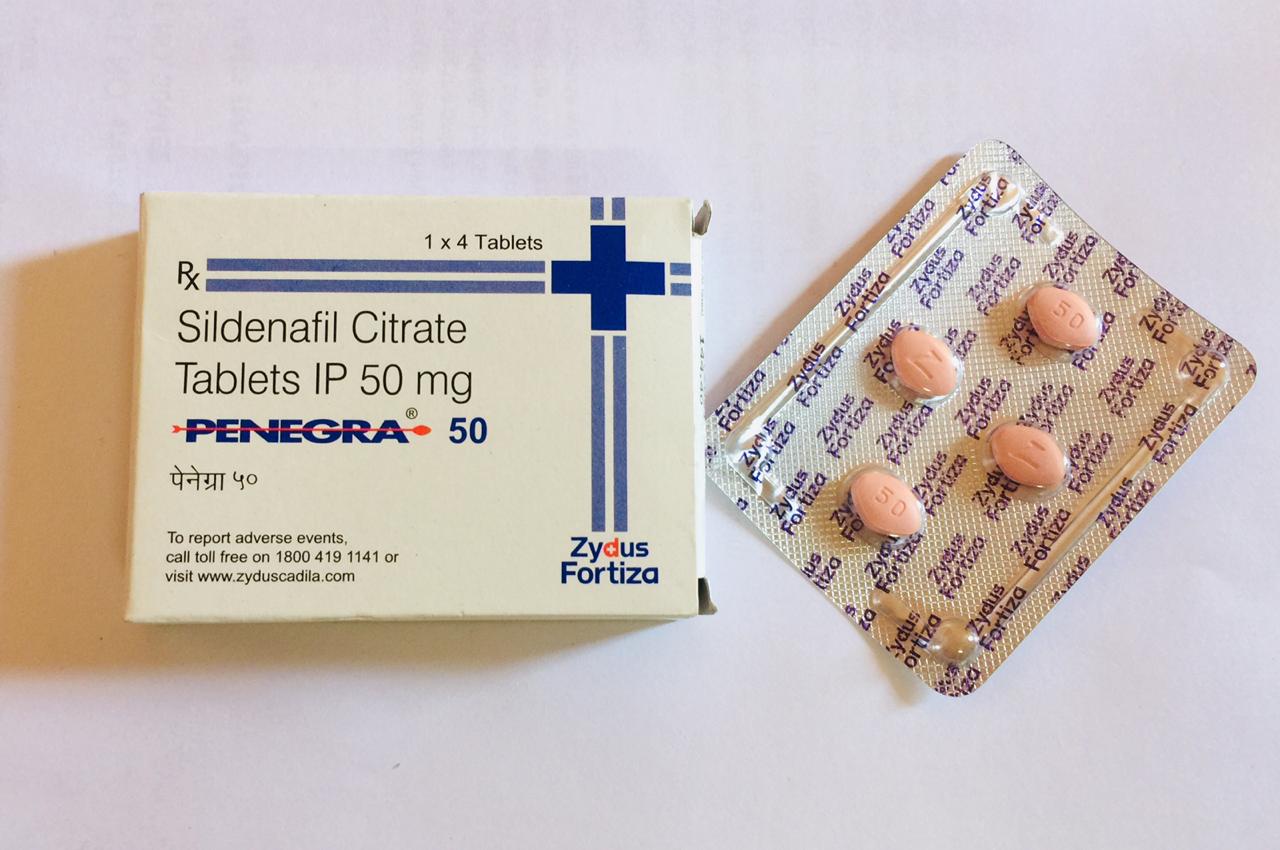 1 x 4 Tablets
Rx
Sildenafil Citrate
Tablets IP 50 mg
PENEGRA® 50
पेनेग्रा ५०
To report adverse events,
call toll free on 1800 419 1141 or
visit www.zyduscadila.com
Zydus
Fortiza
Zydus
Fortiza
50
50